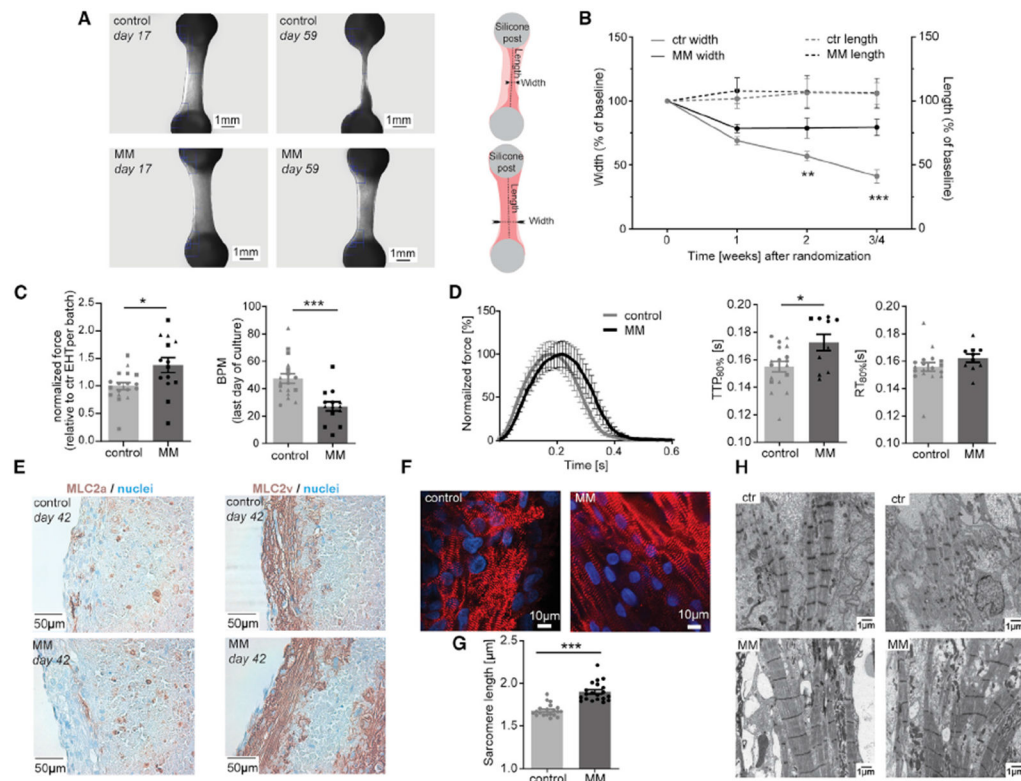 A
control
day 17
1mm
control
day 59
1mm
MM
day 17
1mm
MM
day 59
1mm
Silicone
post
Length
Width
Silicone
post
Length
Width
B
ctr width
MM width
ctr length
MM length
Width (% of baseline)
150
100
50
0
Length (% of baseline)
150
100
50
0
**
***
0
1
2
3/4
Time [weeks] after randomization
C
normalized force
(relative to ctr EHTper batch)
2.5
2.0
1.5
1.0
0.5
0.0
*
control
MM
BPM
(last day of culture)
100
80
60
40
20
0
***
control
MM
D
Normailzed force [%]
150
100
50
0
control
MM
0
0.2
0.4
0.6
Time [s]
TTP-80% [s]
0.20
0.18
0.16
0.14
0.12
0.10
*
control
MM
RT80%[s]
0.20
0.18
0.16
0.14
0.12
0.10
control
MM
E
MLC2a / nuclei
MLC2v / nuclei
control
day 42
50µm
control
day 42
50µm
MM
day 42
50µm
MM
day 42
50µm
F
control
10µm
MM
10µm
G
Sarcomere length [µm]
2.5
2.0
1.5
1.0
***
control
MM
H
ctr
1µm
ctr
1µm
MM
1µm
MM
1µm